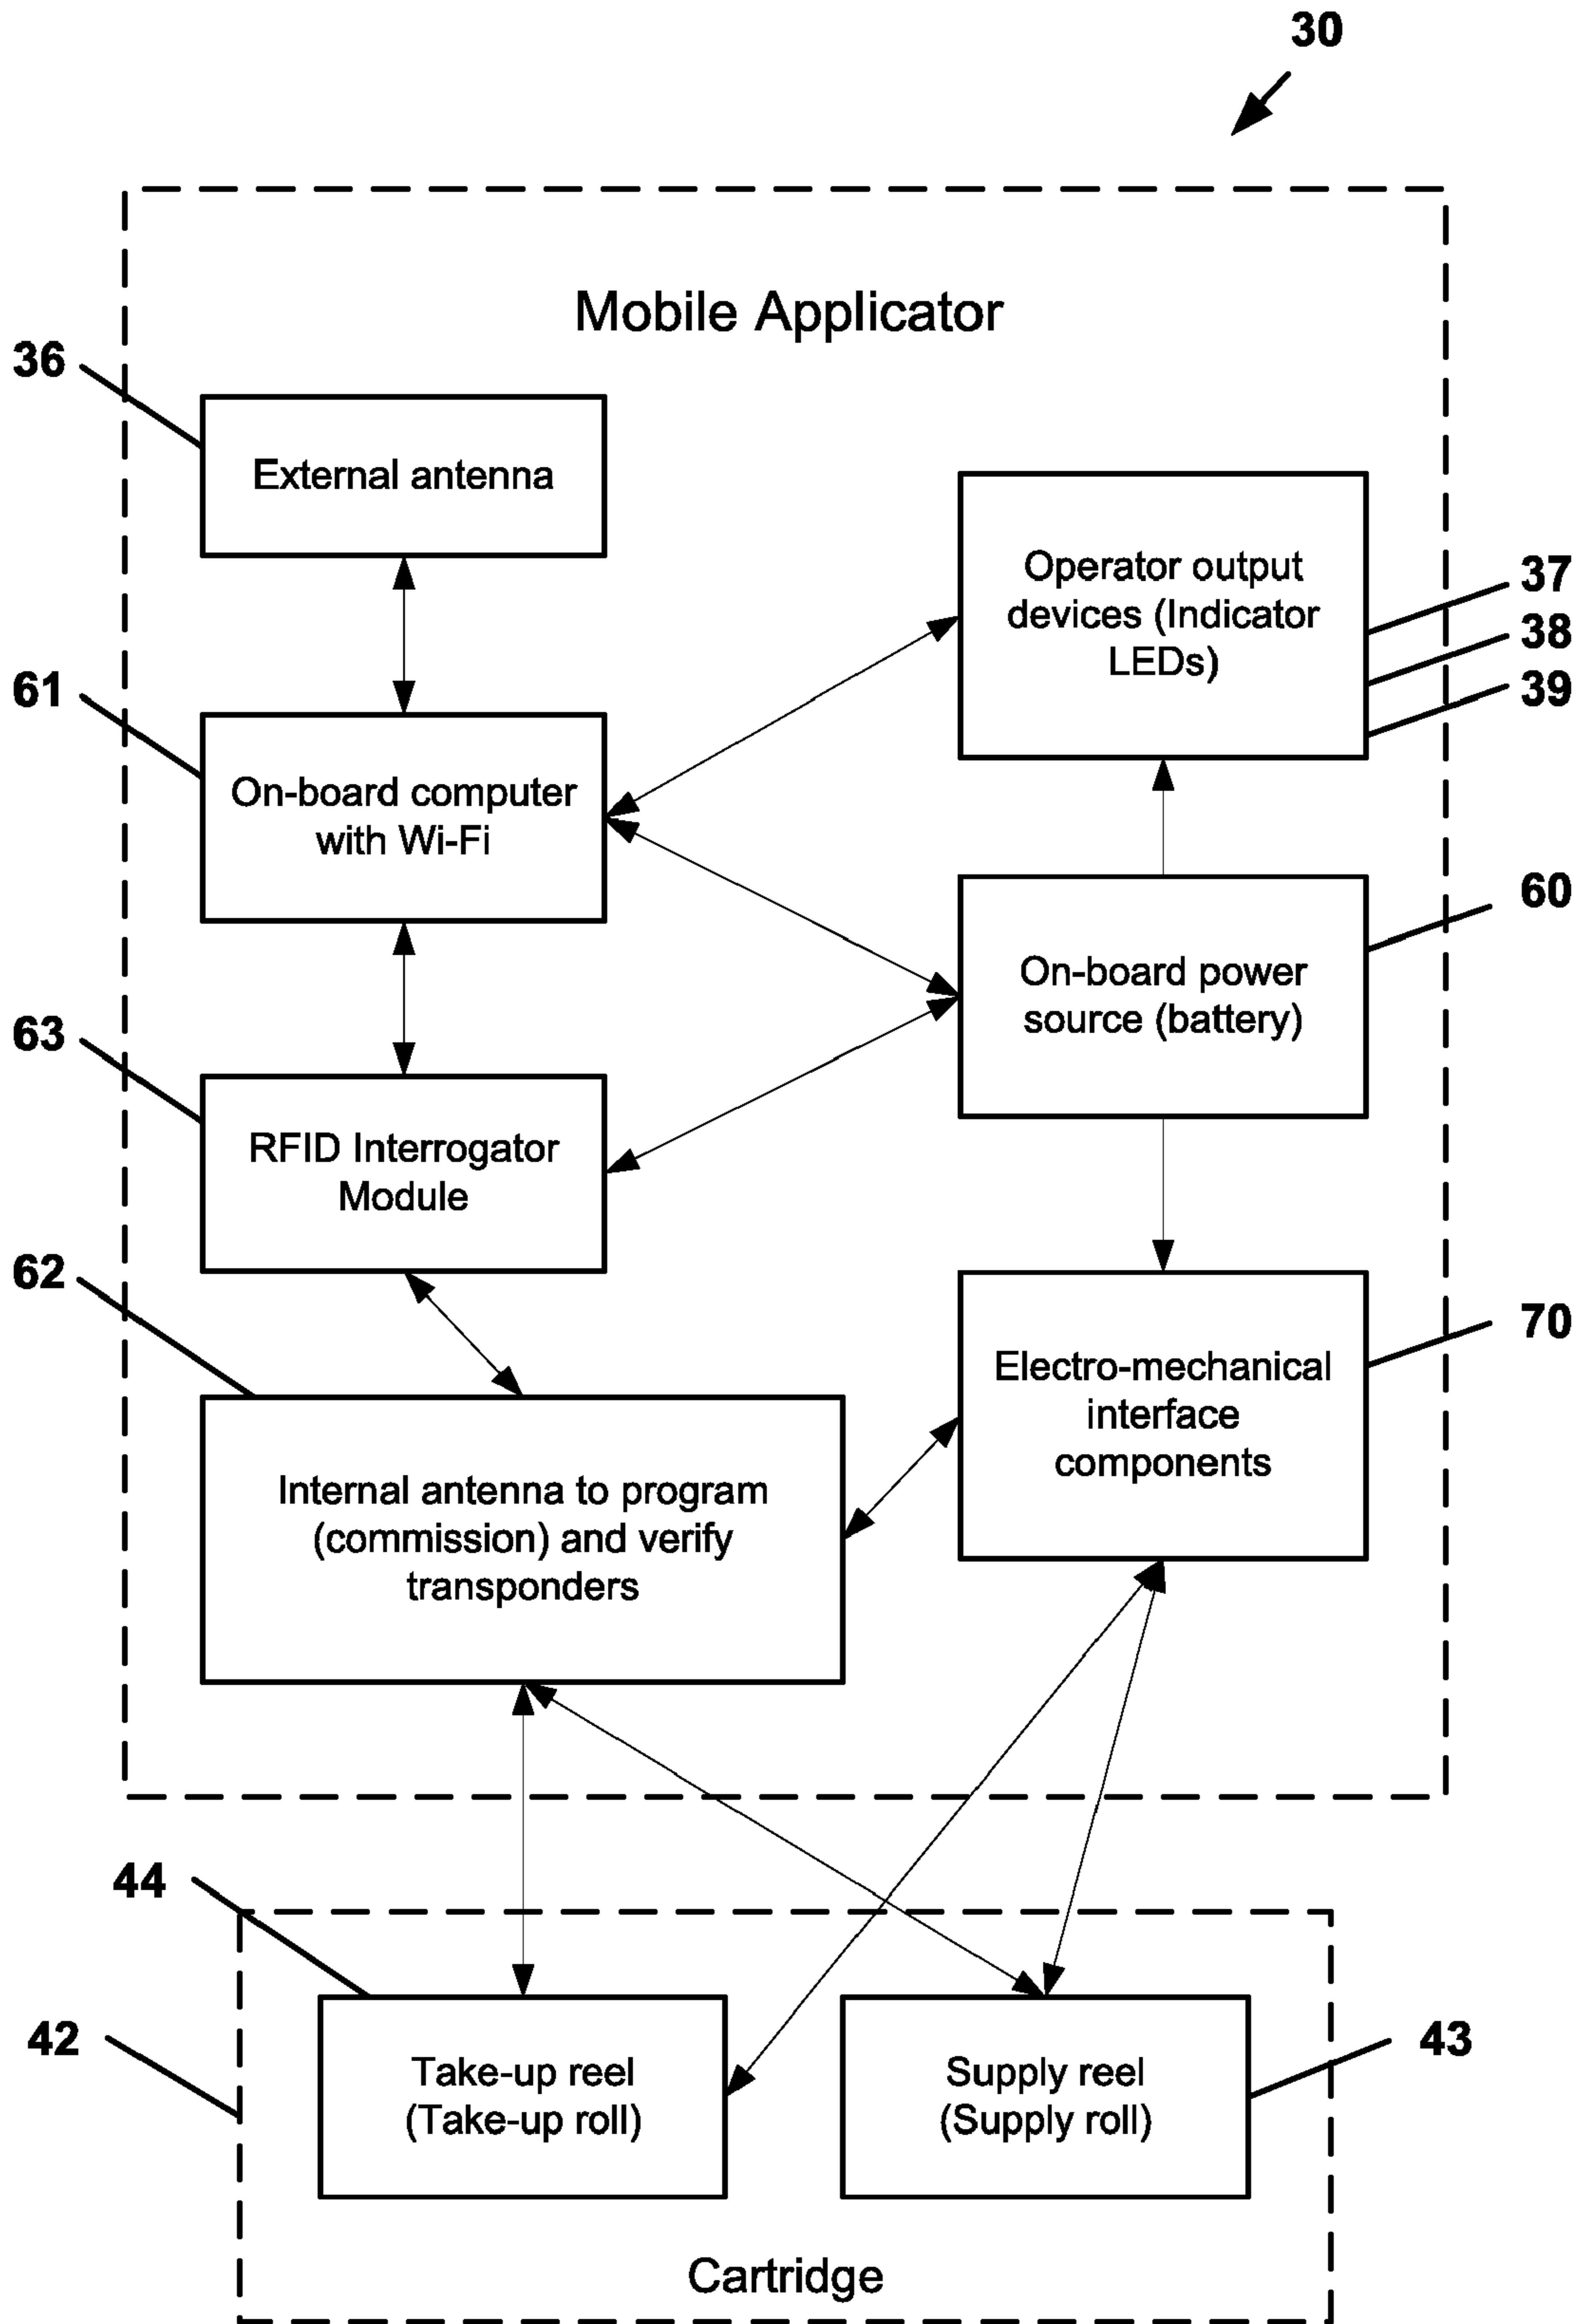 30
Mobile Applicator
36
External antenna
Operator output
devices (Indicator
LEDs)
37
38
39
61
On-board computer
with Wi-Fi
60
On-board power
source (battery)
63
RFID Interrogator
Module
62
70
Electro-mechanical
interface
components
Internal antenna to program
(commission) and verify
transponders
44
42
Take-up reel
(Take-up roll)
Supply reel
(Supply roll)
43
Cartridge